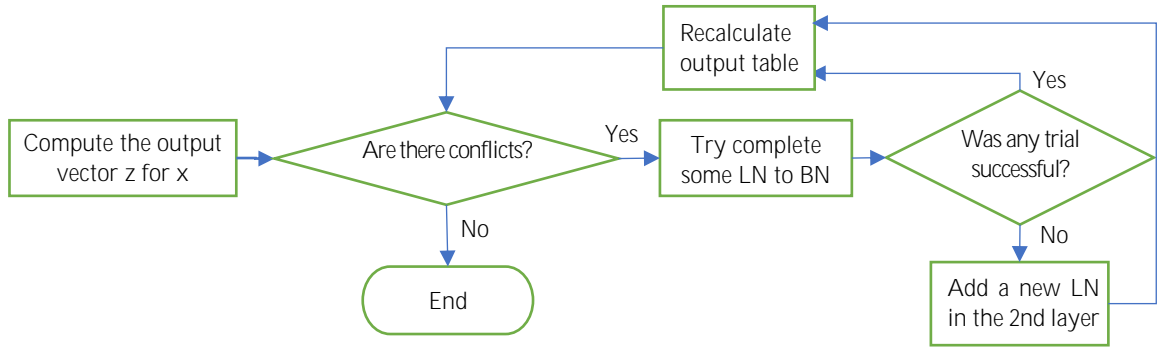 Recalculate
output table
Yes
Compute the output
vector z for x
Are there conflicts?
Yes
Try complete
some LN to BN
Was any trial
successful?
No
No
End
Add a new LN
in the 2nd layer